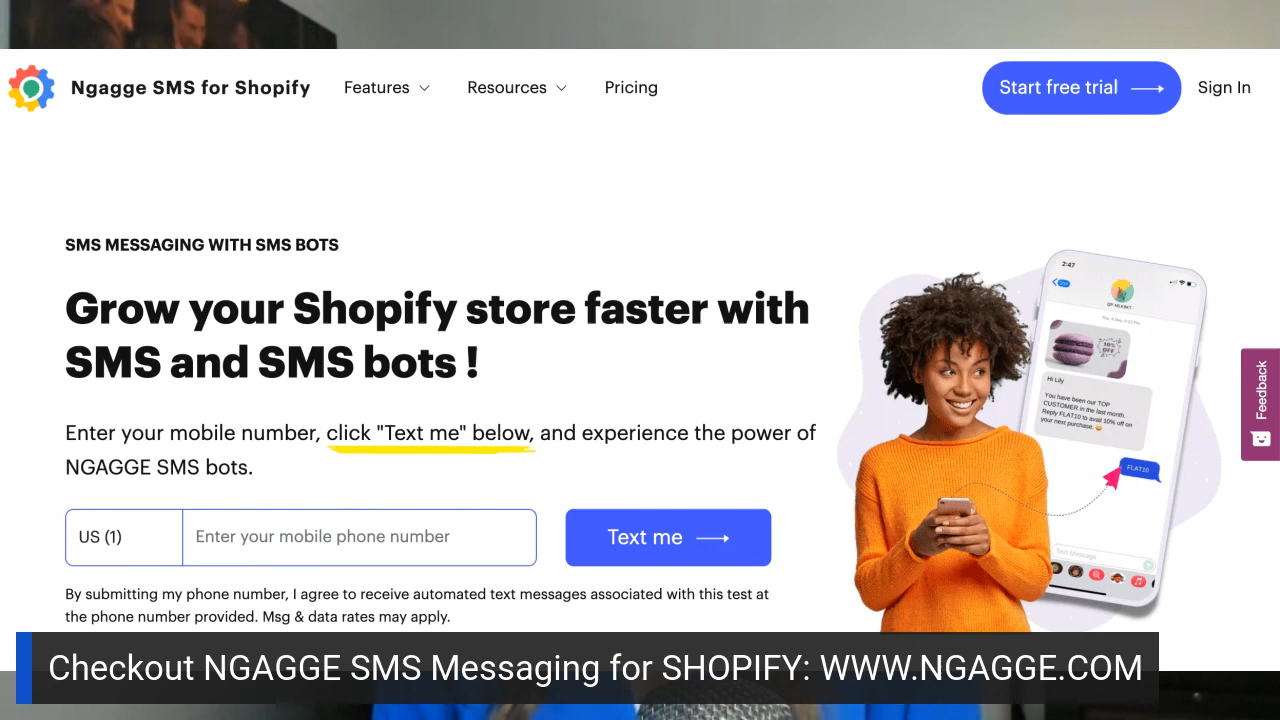 Ngagge SMS for Shopify
Features
Resources
Pricing
Start free trial
Sign In
SMS MESSAGING WITH SMS BOTS
Grow your Shopify store faster with
SMS and SMS bots !
Enter your mobile number, click "Text me" below, and experience the power of
NGAGGE SMS bots.
US (1)
Enter your mobile phone number
Text me
By submitting my phone number, I agree to receive automated text messages associated with this test at
the phone number provided. Msg & data rates may apply.
2:47
10%
OFF
Hi Lily
You have been our TOP
CUSTOMER in the last month.
Reply FLAT10 to avail 10% off on
your next purchase.
FLAT10
Text Message
Feedback
Checkout NGAGGE SMS Messaging for SHOPIFY: WWW.NGAGGE.COM